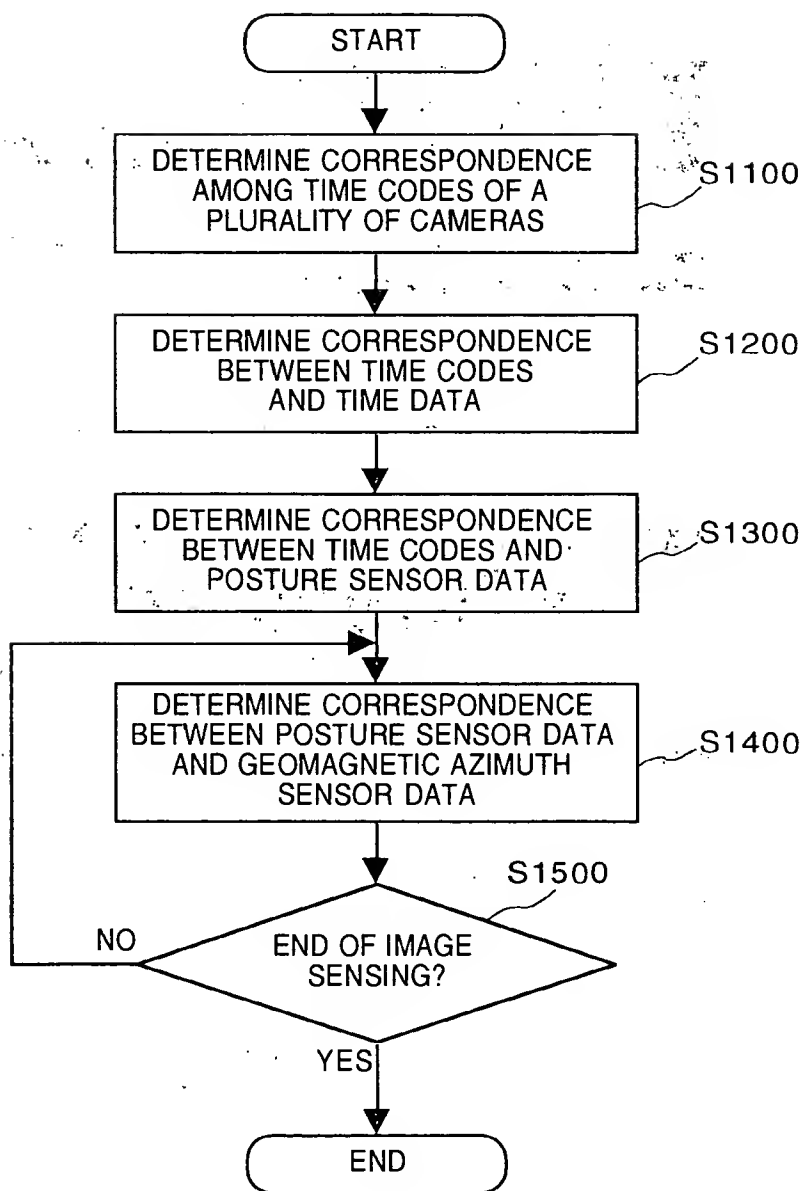 START
DETERMINE CORRESPONDENCE
AMONG TIME CODES OF A
PLURALITY OF CAMERAS
S1100
DETERMINE CORRESPONDENCE
BETWEEN TIME CODES
AND TIME DATA
S1200
DETERMINE CORRESPONDENCE
BETWEEN TIME CODES AND
POSTURE SENSOR DATA
S1300
DETERMINE CORRESPONDENCE
BETWEEN POSTURE SENSOR DATA
AND GEOMAGNETIC AZIMUTH
SENSOR DATA
S1400
S1500
NO
END OF IMAGE
SENSING?
YES
END